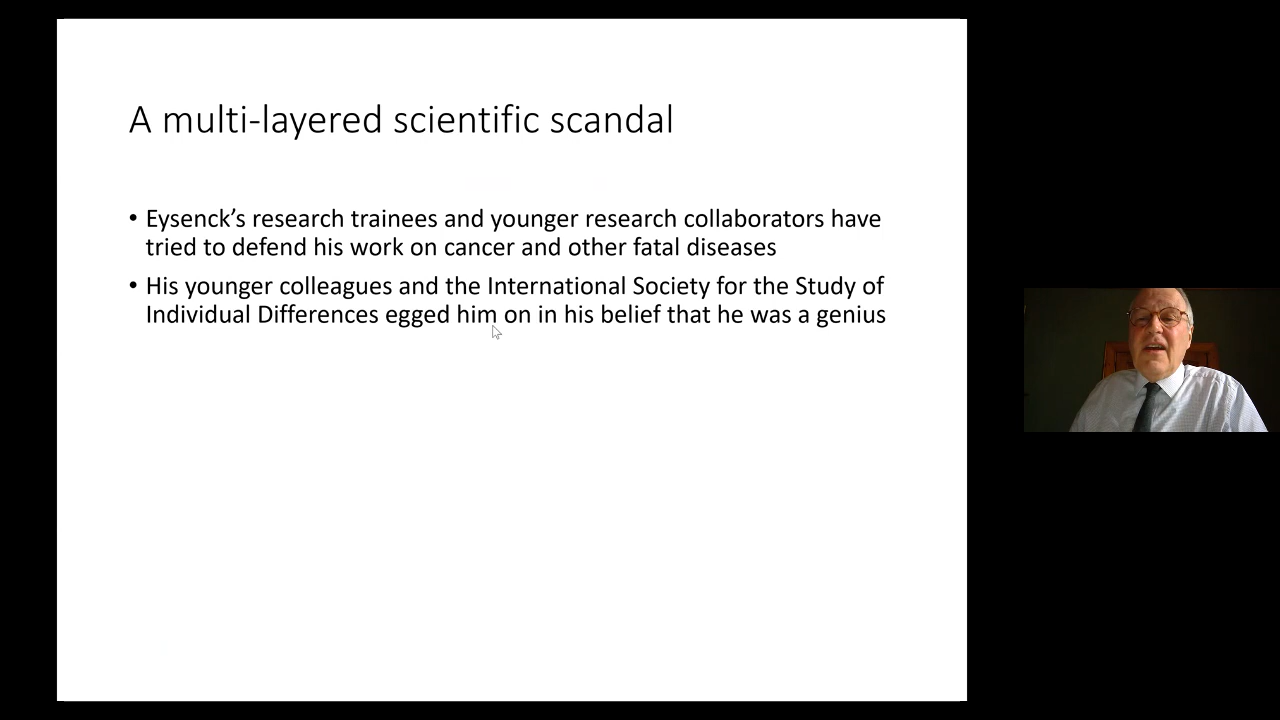 A multi-layered scientific scandal
• Eysenck’s research trainees and younger research collaborators have
tried to defend his work on cancer and other fatal diseases
• His younger colleagues and the International Society for the Study of
Individual Differences egged him on in his belief that he was a genius